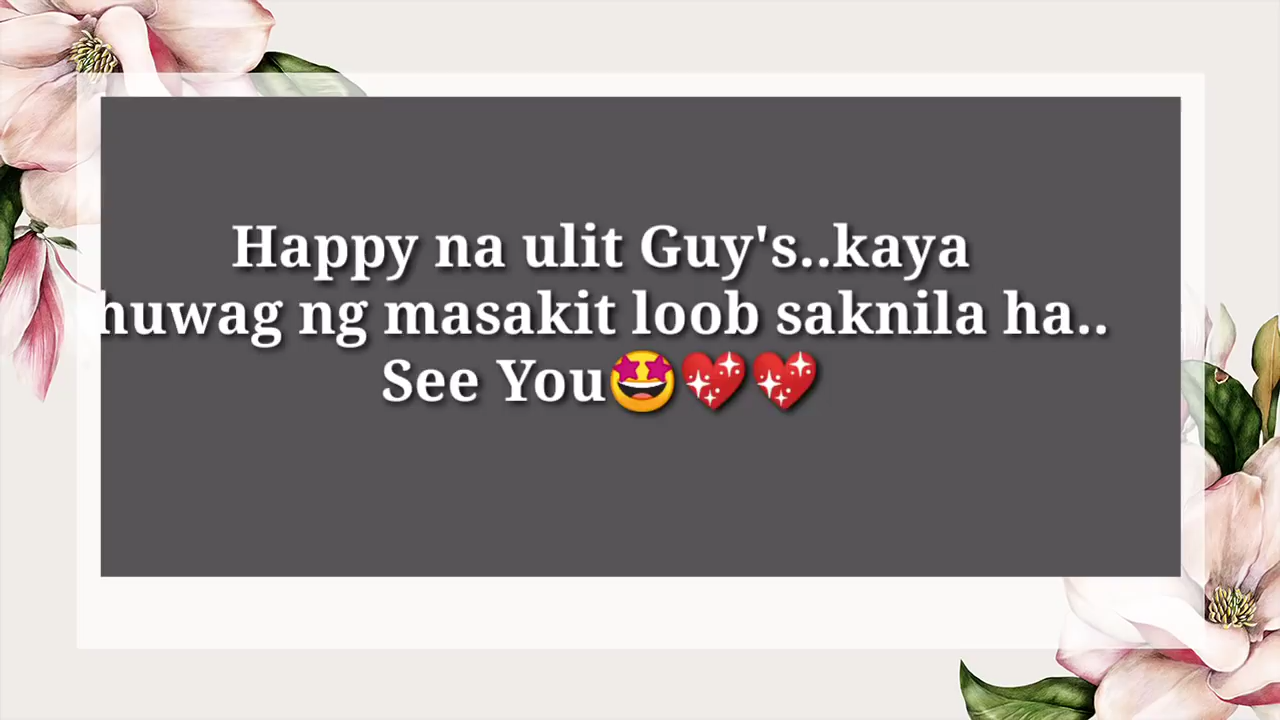 Happy na ulit Guy's..kaya
huwag ng masakit loob saknila ha..
See You🤩💖💖